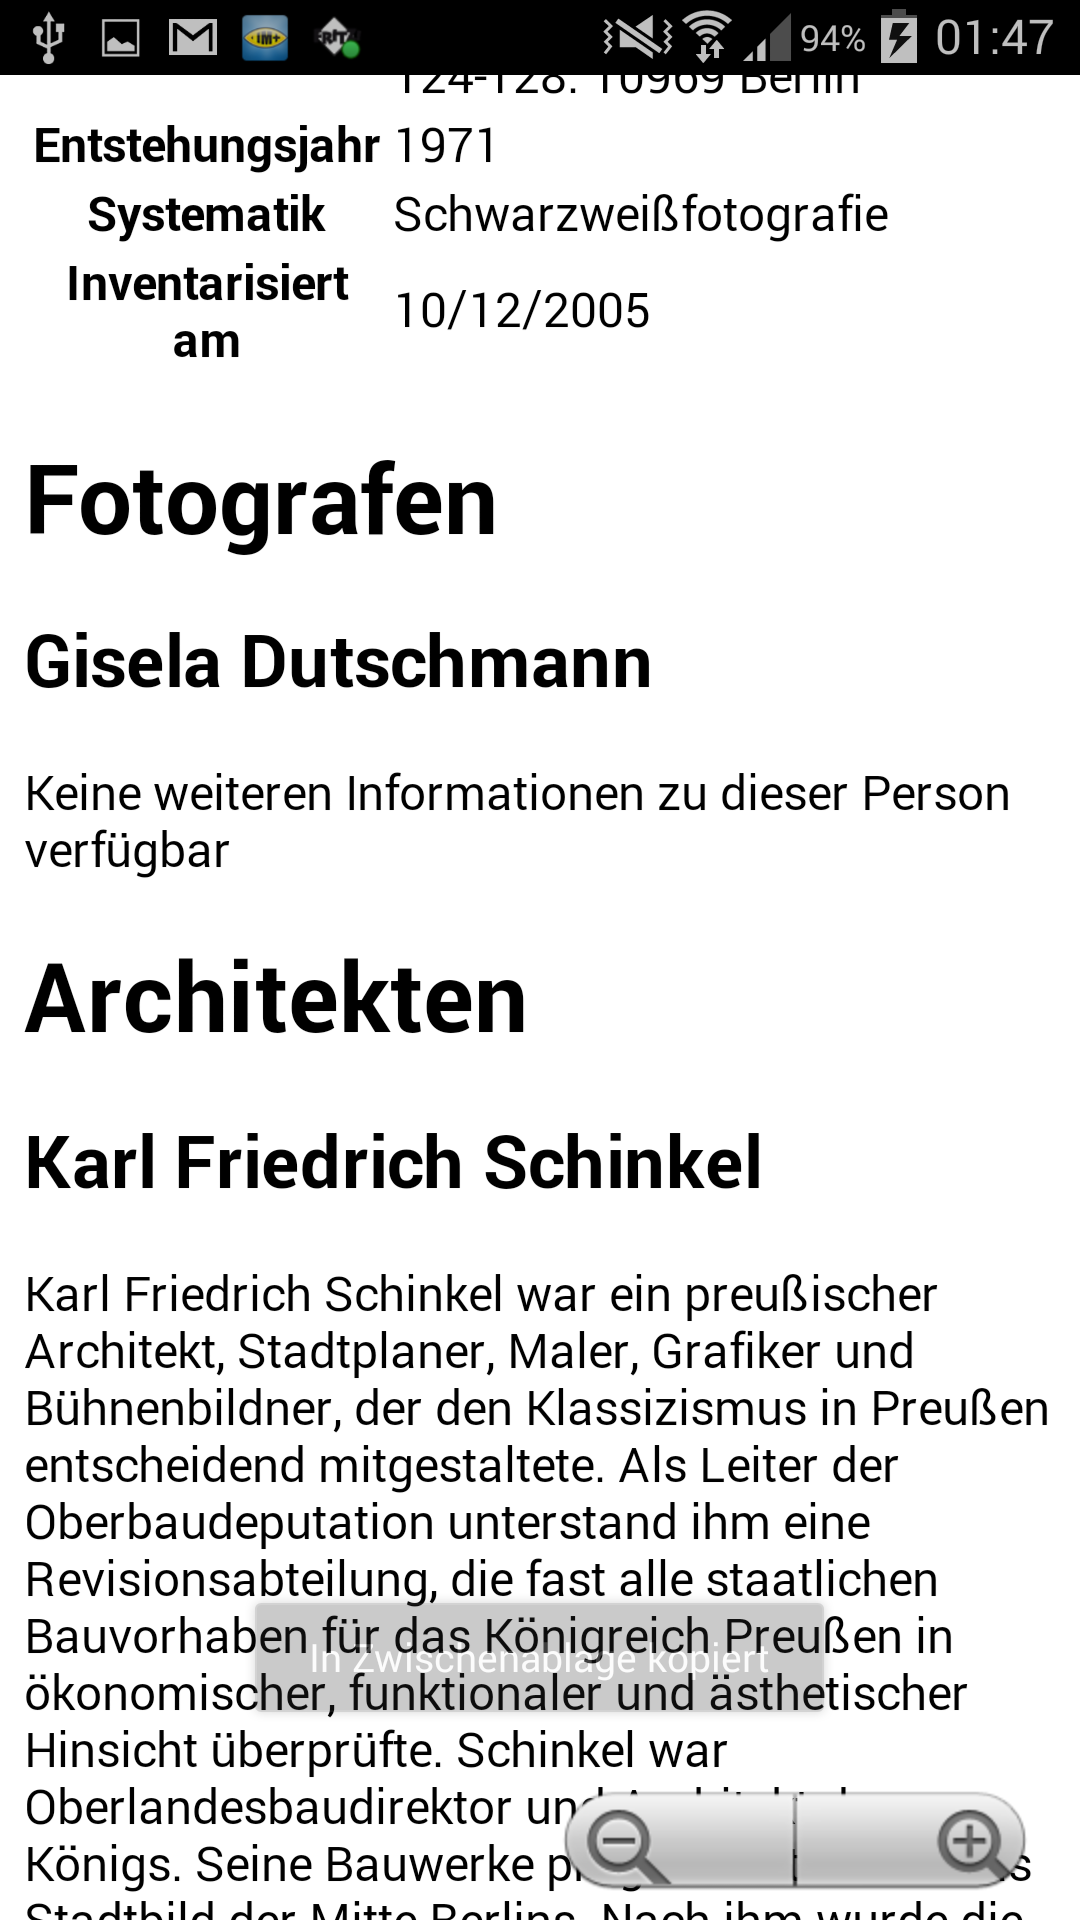 94% 01:47
124-128. 10969 Berlin
Entstehungsjahr 1971
Systematik Schwarzweißfotografie
Inventarisiert am 10/12/2005
Fotografen
Gisela Dutschmann
Keine weiteren Informationen zu dieser Person
verfügbar
Architekten
Karl Friedrich Schinkel
Karl Friedrich Schinkel war ein preußischer
Architekt, Stadtplaner, Maler, Grafiker und
Bühnenbildner, der den Klassizismus in Preußen
entscheidend mitgestaltete. Als Leiter der
Oberbaudeputation unterstand ihm eine
Revisionsabteilung, die fast alle staatlichen
Bauvorhaben für das Königreich Preußen in
In Zwischenablage kopiert
ökonomischer, funktionaler und ästhetischer
Hinsicht überprüfte. Schinkel war
Oberlandesbaudirektor und
Königs. Seine Bauwerke
Stadtbild der Mitte Berlins. Nach ihm wurde die